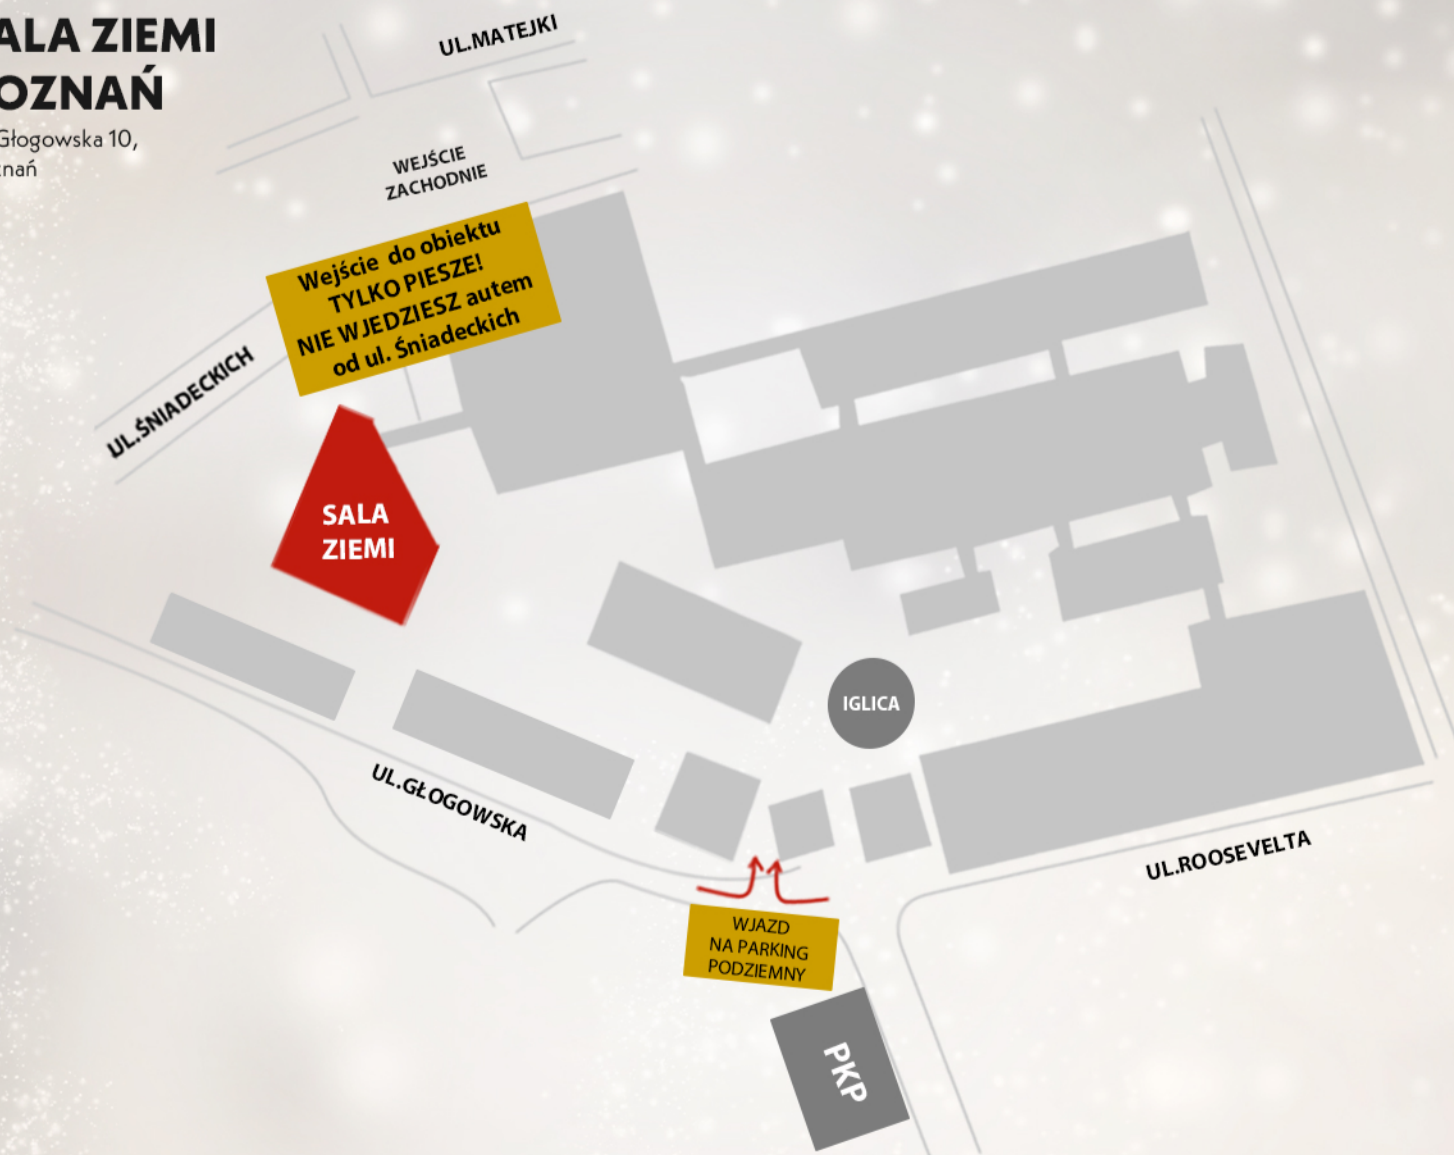 ALA ZIEMI
OZNAŃ
Głogowska 10,
znań
UL.MATEJKI
WEJŚCIE
ZACHODNIE
Wejście do obiektu
TYLKO PIESZE!
NIE WJEDZIESZ autem
od ul. Śniadeckich
UL.ŚNIADECKICH
SALA
ZIEMI
IGLICA
UL.GŁOGOWSKA
UL.ROOSEVELTA
WJAZD
NA PARKING
PODZIEMNY
PKP